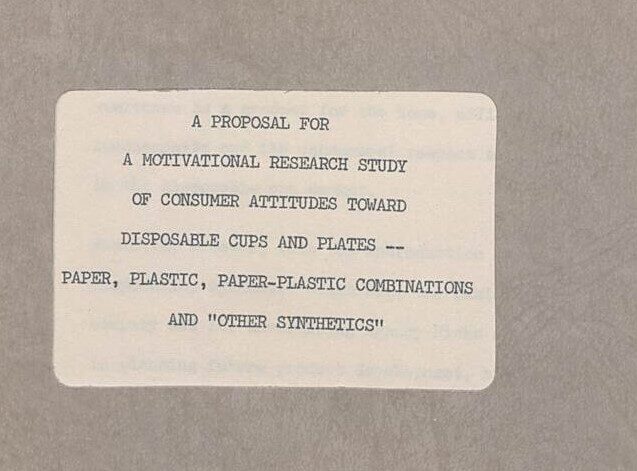 A PROPOSAL FOR
A MOTIVATIONAL RESEARCH STUDY
OF CONSUMER ATTITUDES TOWARD
DISPOSABLE CUPS AND PLATES --
PAPER, PLASTIC, PAPER-PLASTIC COMBINATIONS
AND "OTHER SYNTHETICS"